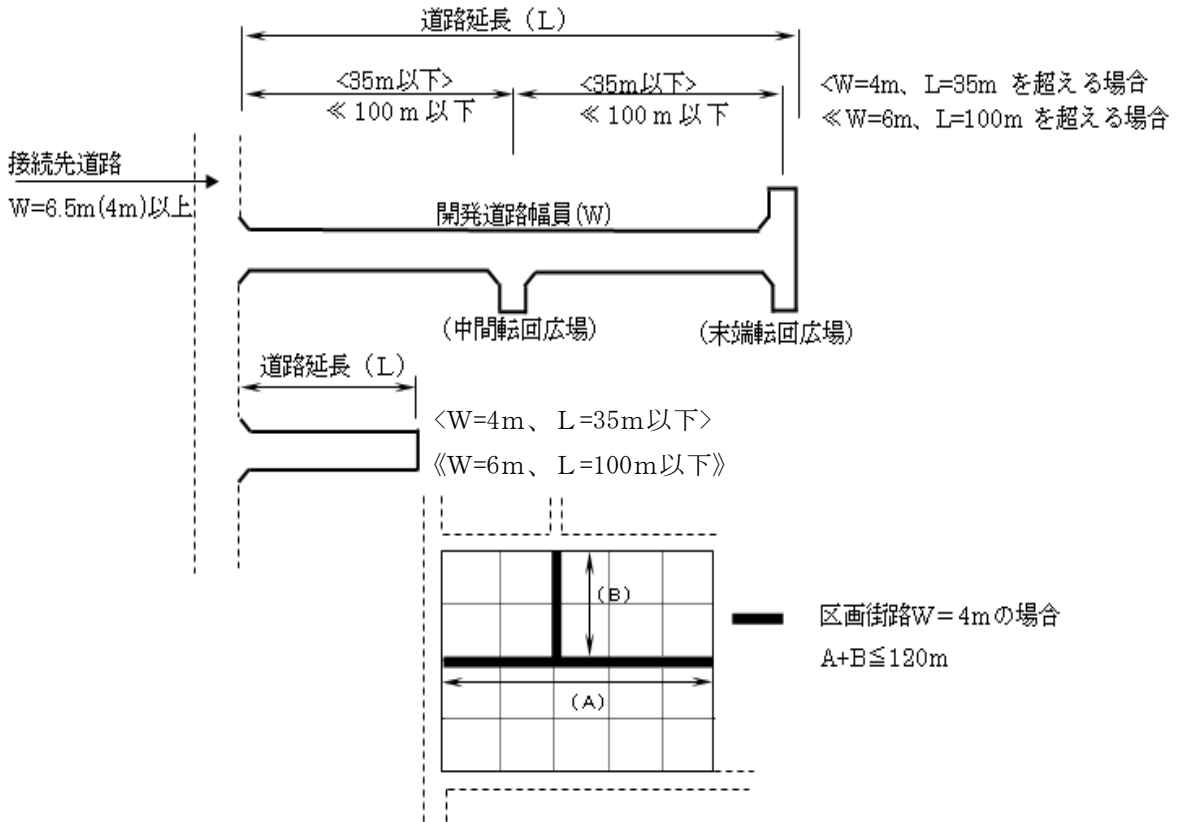 道路延長（L）
<35m以下>
<35m以下>
≪100m以下
≪100m以下
<W=4m、L=35m を超える場合
≪W=6m、L=100m を超える場合
接続先道路
W=6.5m(4m)以上
開発道路幅員(W)
(中間転回広場)
(末端転回広場)
道路延長（L）
<W=4m、L=35m以下>
《W=6m、L=100m以下》
(B)
(A)
区画街路W=4mの場合
A+B≦120m